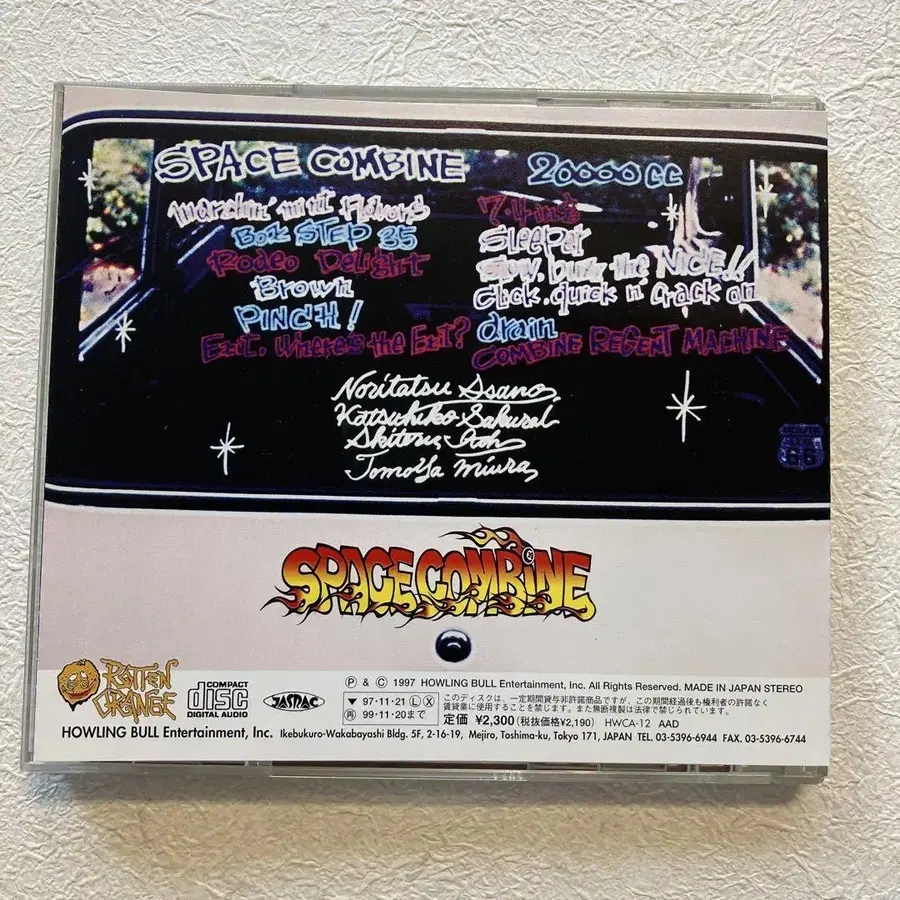 SPACE COMBINE
20000cc
Box STEP 35
Rodeo Delight
Brown
PINCH!
Exit. Where's the Exit?
Sleeper
the NICE!!
click. quick n' crack on
drain
COMBINE REGENT MACHINE
Noritatsu Asano
Katsuhiko Sakurai
Akiteru Itoh
Tomoya Miura
SPACE COMBINE
ROTTEN ORANGE
COMPACT
disc
DIGITAL AUDIO
JASRAC
Ⓟ & Ⓒ 1997 HOWLING BULL Entertainment, Inc. All Rights Reserved. MADE IN JAPAN STEREO
▼97・11・21 Ⓛ Ⓧ
再 99・11・20まで
このディスクは、一定期間貸与非許諾商品ですが、この期間経過後も権利者の許諾なく
賃貸業に使用することを禁じます。また無断複製は法律で禁じられています。
定価 ¥2,300(税抜価格¥2,190) HWCA-12 AAD
HOWLING BULL Entertainment, Inc. Ikebukuro-Wakabayashi Bldg. 5F, 2-16-19, Mejiro, Toshima-ku, Tokyo 171, JAPAN TEL. 03-5396-6944 FAX. 03-5396-6744